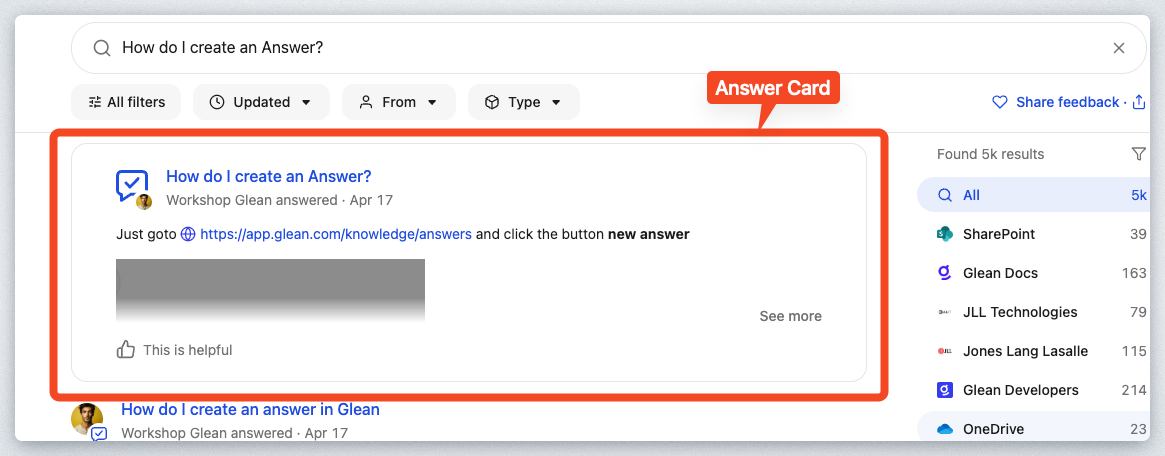 How do I create an Answer?
Answer Card
All filters
Updated
From
Type
Share feedback ·
How do I create an Answer?
Workshop Glean answered · Apr 17
Just goto https://app.glean.com/knowledge/answers and click the button new answer
See more
This is helpful
How do I create an answer in Glean
Workshop Glean answered · Apr 17
Found 5k results
All 5k
SharePoint 39
Glean Docs 163
JLL Technologies 79
Jones Lang Lasalle 115
Glean Developers 214
OneDrive 23